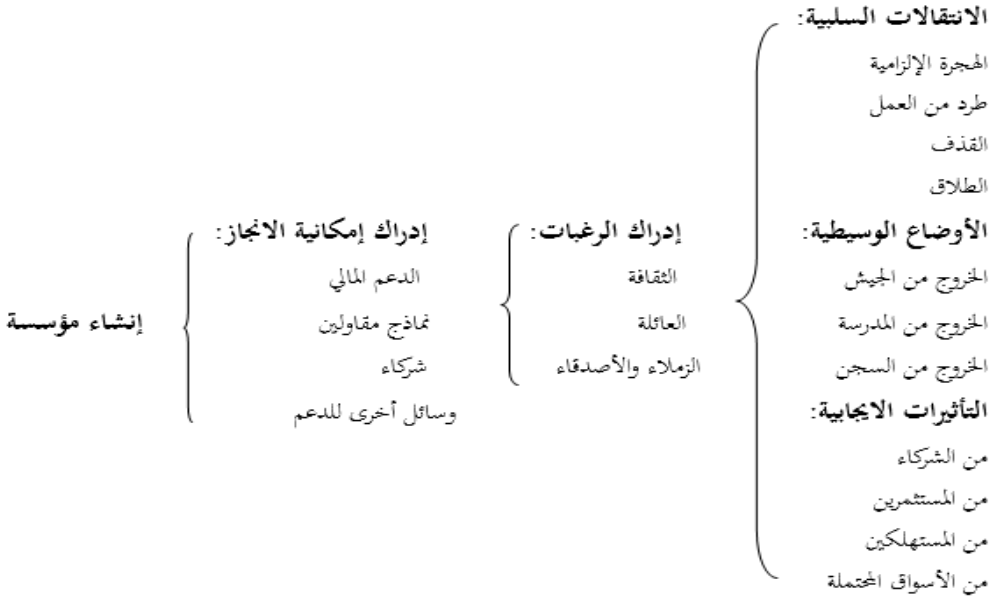 الانتقالات السلبية:
الهجرة الإلزامية
طرد من العمل
القذف
الطلاق
الأوضاع الوسيطية:
الخروج من الجيش
الخروج من المدرسة
الخروج من السجن
التأثيرات الايجابية:
من الشركاء
من المستثمرين
من المستهلكين
من الأسواق المحتملة
إدراك الرغبات:
الثقافة
العائلة
الزملاء والأصدقاء
إدراك إمكانية الانجاز:
الدعم المالي
نماذج مقاولين
شركاء
وسائل أخرى للدعم
إنشاء مؤسسة